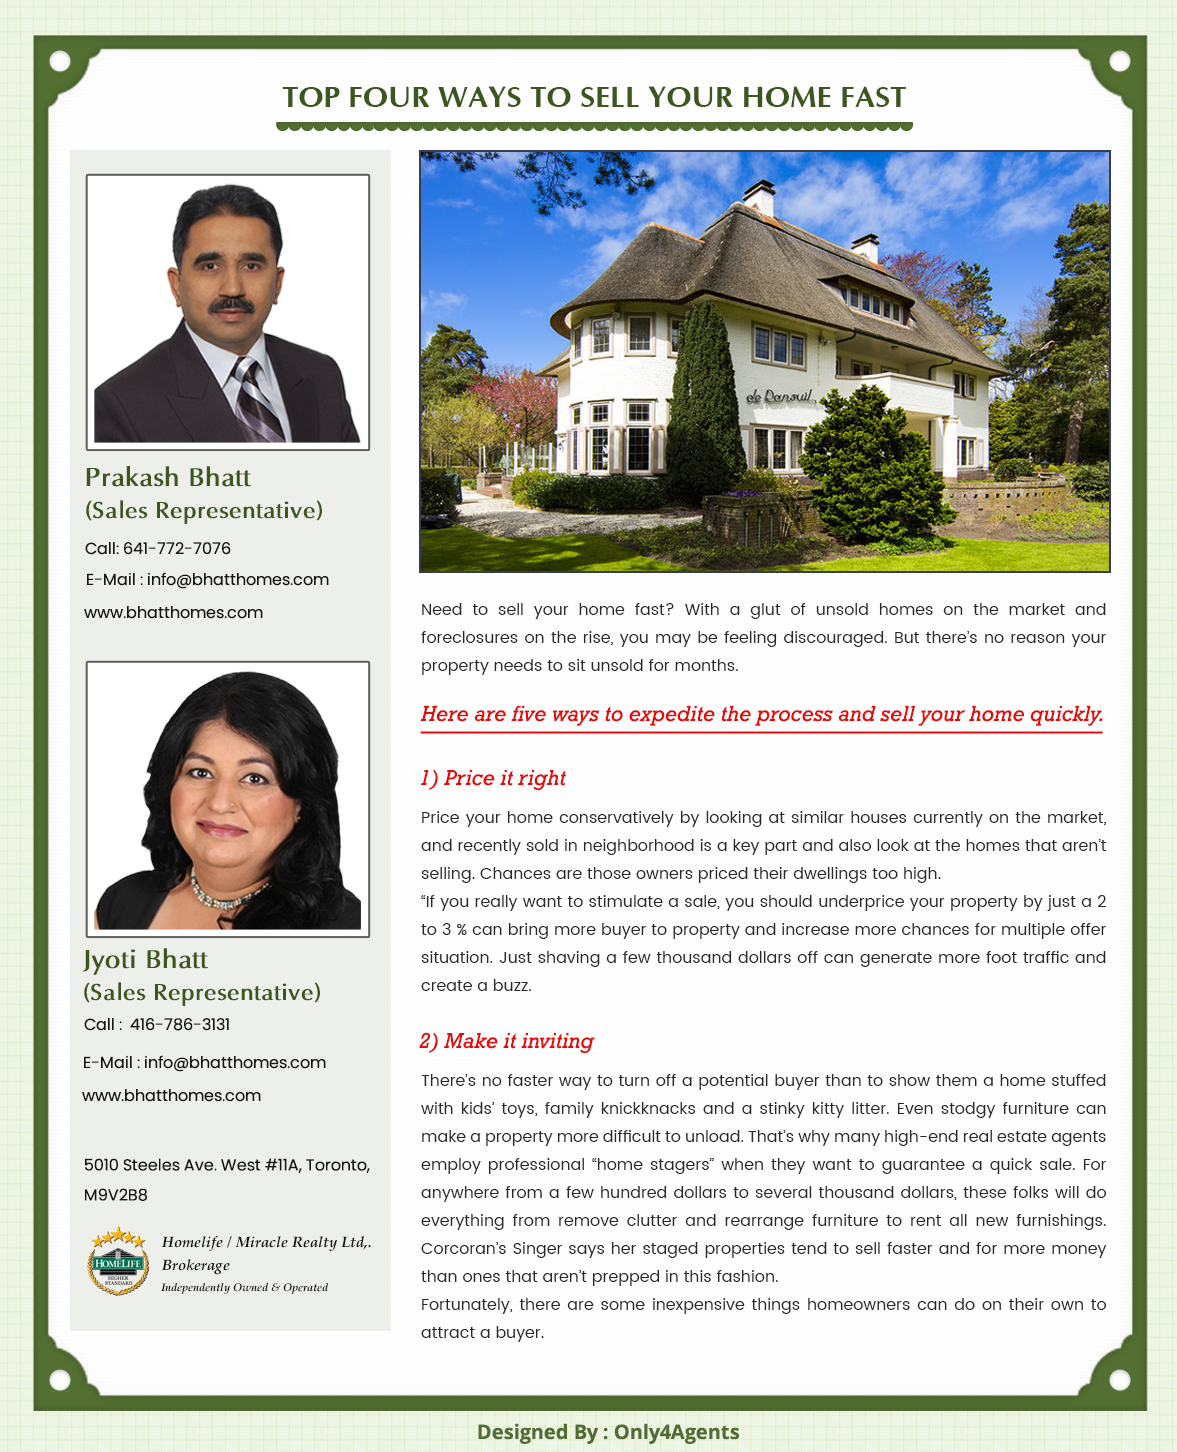 TOP FOUR WAYS TO SELL YOUR HOME FAST
Prakash Bhatt
(Sales Representative)
Call: 641-772-7076
E-Mail : info@bhatthomes.com
www.bhatthomes.com
Jyoti Bhatt
(Sales Representative)
Call : 416-786-3131
E-Mail : info@bhatthomes.com
www.bhatthomes.com
5010 Steeles Ave. West #11A, Toronto,
M9V2B8
HOMELIFE
HIGHER
STANDARD
Homelife / Miracle Realty Ltd,.
Brokerage
Independently Owned & Operated
Need to sell your home fast? With a glut of unsold homes on the market and
foreclosures on the rise, you may be feeling discouraged. But there's no reason your
property needs to sit unsold for months.
Here are five ways to expedite the process and sell your home quickly.
1) Price it right
Price your home conservatively by looking at similar houses currently on the market,
and recently sold in neighborhood is a key part and also look at the homes that aren't
selling. Chances are those owners priced their dwellings too high.
“If you really want to stimulate a sale, you should underprice your property by just a 2
to 3 % can bring more buyer to property and increase more chances for multiple offer
situation. Just shaving a few thousand dollars off can generate more foot traffic and
create a buzz.
2) Make it inviting
There's no faster way to turn off a potential buyer than to show them a home stuffed
with kids' toys, family knickknacks and a stinky kitty litter. Even stodgy furniture can
make a property more difficult to unload. That's why many high-end real estate agents
employ professional “home stagers” when they want to guarantee a quick sale. For
anywhere from a few hundred dollars to several thousand dollars, these folks will do
everything from remove clutter and rearrange furniture to rent all new furnishings.
Corcoran's Singer says her staged properties tend to sell faster and for more money
than ones that aren't prepped in this fashion.
Fortunately, there are some inexpensive things homeowners can do on their own to
attract a buyer.
Designed By : Only4Agents